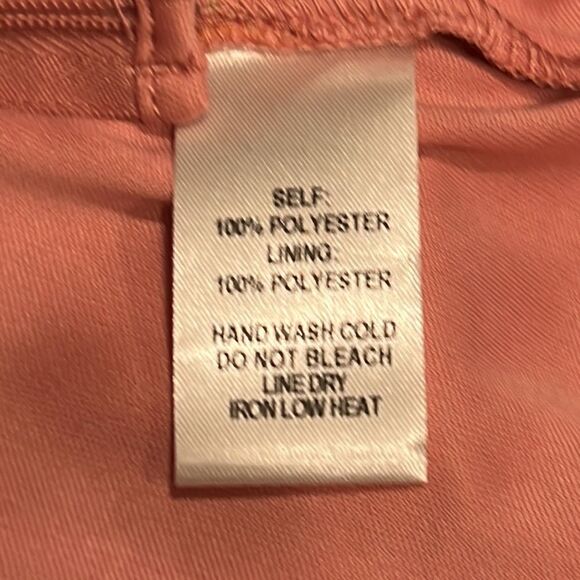 SELF:
100% POLYESTER
LINING:
100% POLYESTER
HAND WASH COLD
DO NOT BLEACH
LINE DRY
IRON LOW HEAT